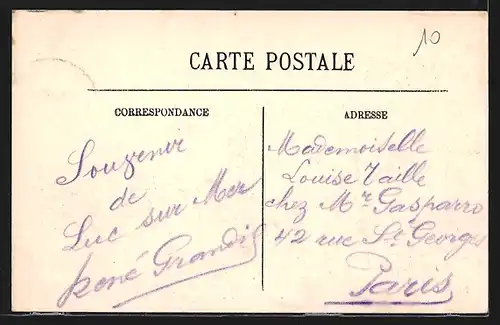 10
CARTE POSTALE
CORRESPONDANCE
ADRESSE
Souvenir
de
Luc sur Mer
René Grandis
Mademoiselle
Louise Taille
chez Mr. Gasparro
42 rue St. Georges
Paris